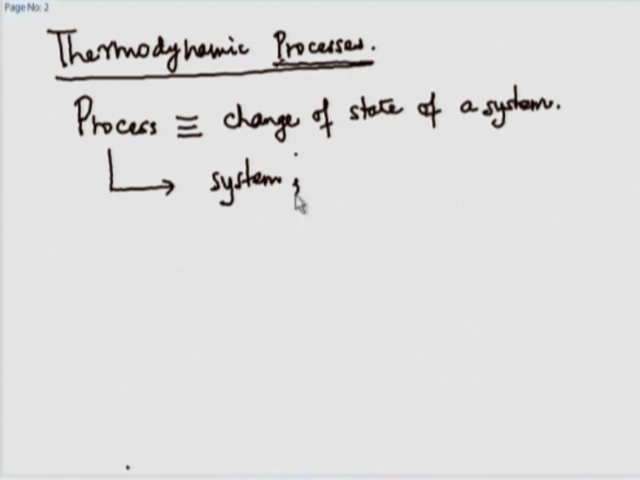 Page No: 2
Thermodynamic Processes.
Process ≡ change of state of a system.
system ;